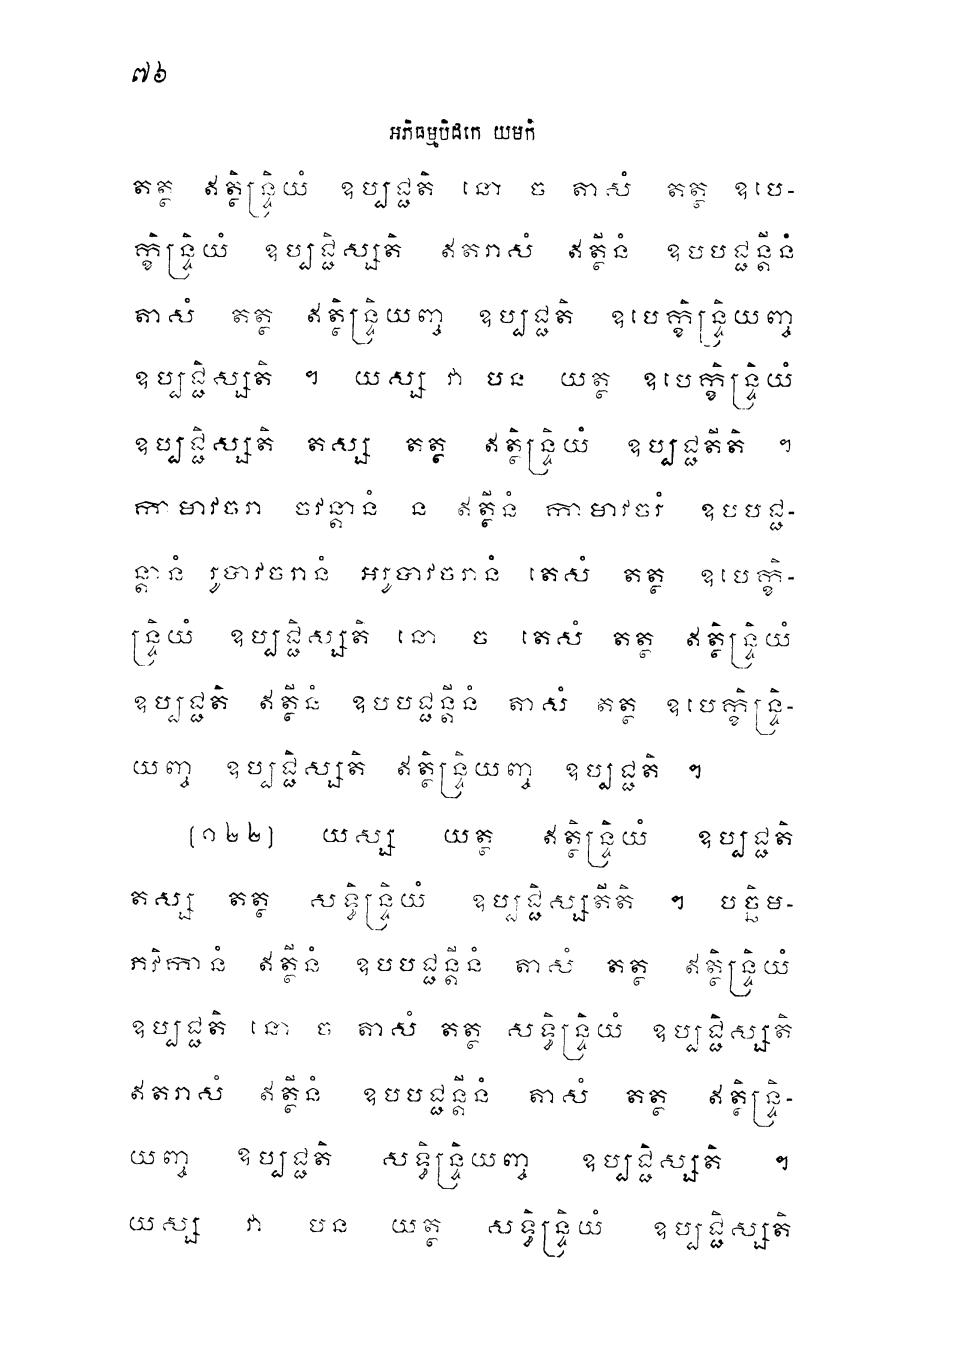 ៧៦
អភិធម្មបិដកេ យមកំ
តត្ថ ឥត្ថិន្ទ្រិយំ ឧប្បជ្ជតិ នោ ច តាសំ តត្ថ ឧបេ-
ក្ខិន្ទ្រិយំ ឧប្បជ្ជិស្សតិ ឥតរាសំ ឥត្ថីនំ ឧបបជ្ជន្តីនំ
តាសំ តត្ថ ឥត្ថិន្ទ្រិយញ្ច ឧប្បជ្ជតិ ឧបេក្ខិន្ទ្រិយញ្ច
ឧប្បជ្ជិស្សតិ ។ យស្ស វា បន យត្ថ ឧបេក្ខិន្ទ្រិយំ
ឧប្បជ្ជិស្សតិ តស្ស តត្ថ ឥត្ថិន្ទ្រិយំ ឧប្បជ្ជតីតិ ។
កាមាវចរា ចវន្តានំ ន ឥត្ថីនំ កាមាវចរំ ឧបបជ្ជ-
ន្តានំ រូបាវចរានំ អរូបាវចរានំ តេសំ តត្ថ ឧបេក្ខិ-
ន្ទ្រិយំ ឧប្បជ្ជិស្សតិ នោ ច តេសំ តត្ថ ឥត្ថិន្ទ្រិយំ
ឧប្បជ្ជតិ ឥត្ថីនំ ឧបបជ្ជន្តីនំ តាសំ តត្ថ ឧបេក្ខិន្ទ្រិ-
យញ្ច ឧប្បជ្ជិស្សតិ ឥត្ថិន្ទ្រិយញ្ច ឧប្បជ្ជតិ ។
[១២២] យស្ស យត្ថ ឥត្ថិន្ទ្រិយំ ឧប្បជ្ជតិ
តស្ស តត្ថ សទ្ធិន្ទ្រិយំ ឧប្បជ្ជិស្សតីតិ ។ បច្ឆិម-
ភវិកានំ ឥត្ថីនំ ឧបបជ្ជន្តីនំ តាសំ តត្ថ ឥត្ថិន្ទ្រិយំ
ឧប្បជ្ជតិ នោ ច តាសំ តត្ថ សទ្ធិន្ទ្រិយំ ឧប្បជ្ជិស្សតិ
ឥតរាសំ ឥត្ថីនំ ឧបបជ្ជន្តីនំ តាសំ តត្ថ ឥត្ថិន្ទ្រិ-
យញ្ច ឧប្បជ្ជតិ សទ្ធិន្ទ្រិយញ្ច ឧប្បជ្ជិស្សតិ ។
យស្ស វា បន យត្ថ សទ្ធិន្ទ្រិយំ ឧប្បជ្ជិស្សតិ